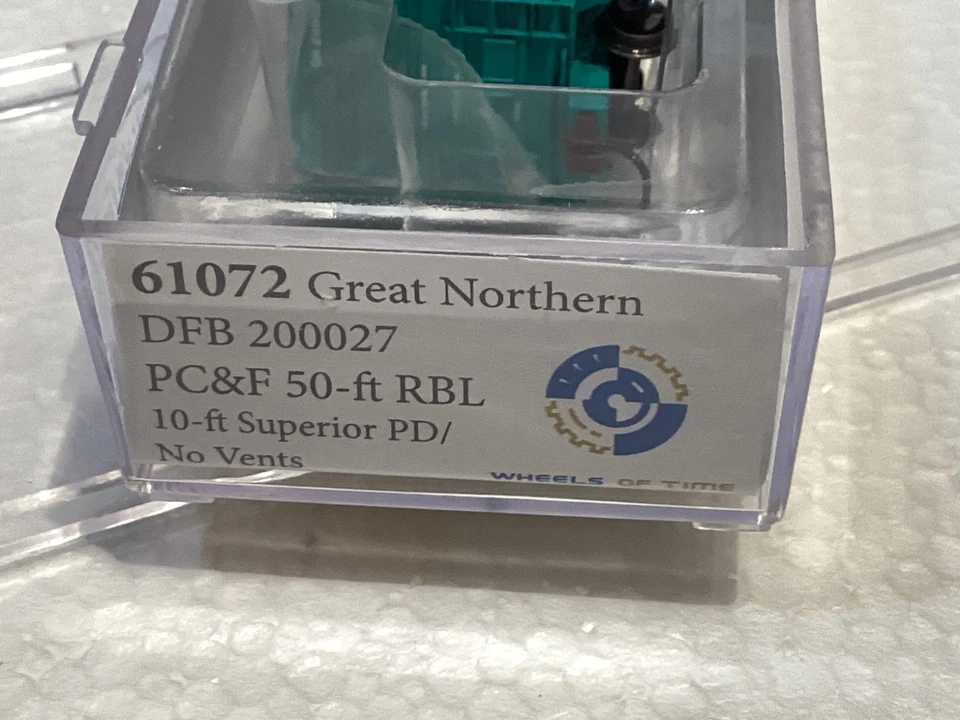 61072 Great Northern
DFB 200027
PC&F 50-ft RBL
10-ft Superior PD/
No Vents
WHEELS OF TIME